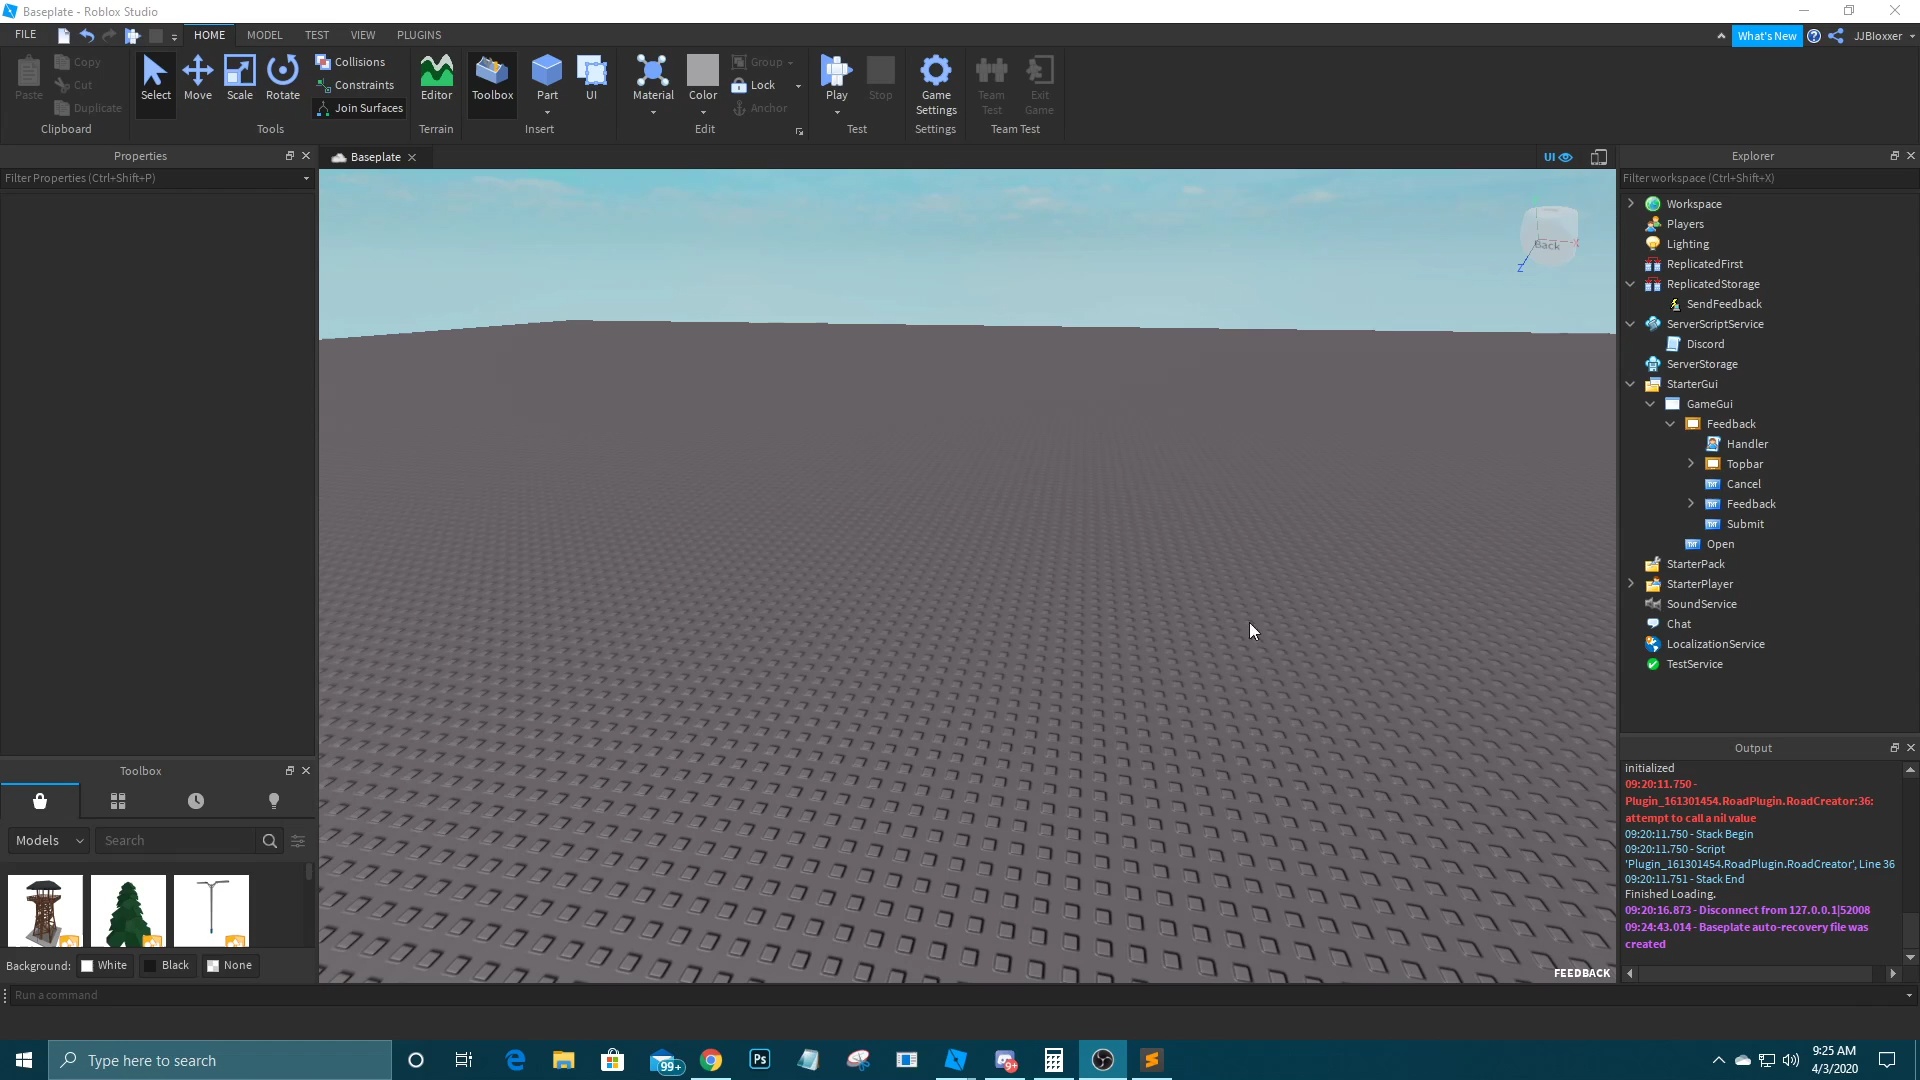 Baseplate - Roblox Studio
FILE
HOME
MODEL
TEST
VIEW
PLUGINS
What's New
JJBloxxer
Paste
Copy
Cut
Duplicate
Clipboard
Select
Move
Scale
Rotate
Collisions
Constraints
Join Surfaces
Tools
Editor
Terrain
Toolbox
Part
UI
Insert
Material
Color
Group
Lock
Anchor
Edit
Play
Stop
Test
Game
Settings
Settings
Team
Test
Exit
Game
Team Test
Properties
Filter Properties (Ctrl+Shift+P)
Baseplate
UI
Back
X
Z
FEEDBACK
Explorer
Filter workspace (Ctrl+Shift+X)
Workspace
Players
Lighting
ReplicatedFirst
ReplicatedStorage
SendFeedback
ServerScriptService
Discord
ServerStorage
StarterGui
GameGui
Feedback
Handler
Topbar
Cancel
Feedback
Submit
Open
StarterPack
StarterPlayer
SoundService
Chat
LocalizationService
TestService
Output
initialized
09:20:11.750 -
Plugin_161301454.RoadPlugin.RoadCreator:36:
attempt to call a nil value
09:20:11.750 - Stack Begin
09:20:11.750 - Script
'Plugin_161301454.RoadPlugin.RoadCreator', Line 36
09:20:11.751 - Stack End
Finished Loading.
09:20:16.873 - Disconnect from 127.0.0.1|52008
09:24:43.014 - Baseplate auto-recovery file was
created
Toolbox
Models
Search
Background:
White
Black
None
Run a command
Type here to search
99+
Ps
9+
9:25 AM
4/3/2020